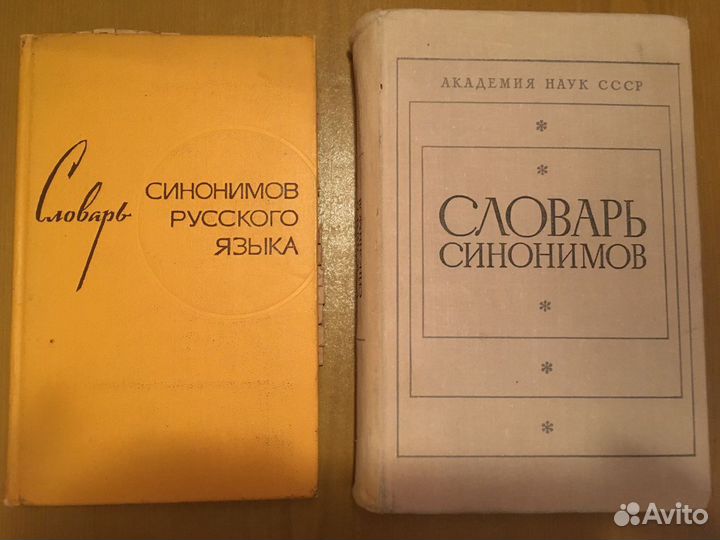 Словарь
СИНОНИМОВ
РУССКОГО
ЯЗЫКА
АКАДЕМИЯ НАУК СССР
СЛОВАРЬ
СИНОНИМОВ
Avito